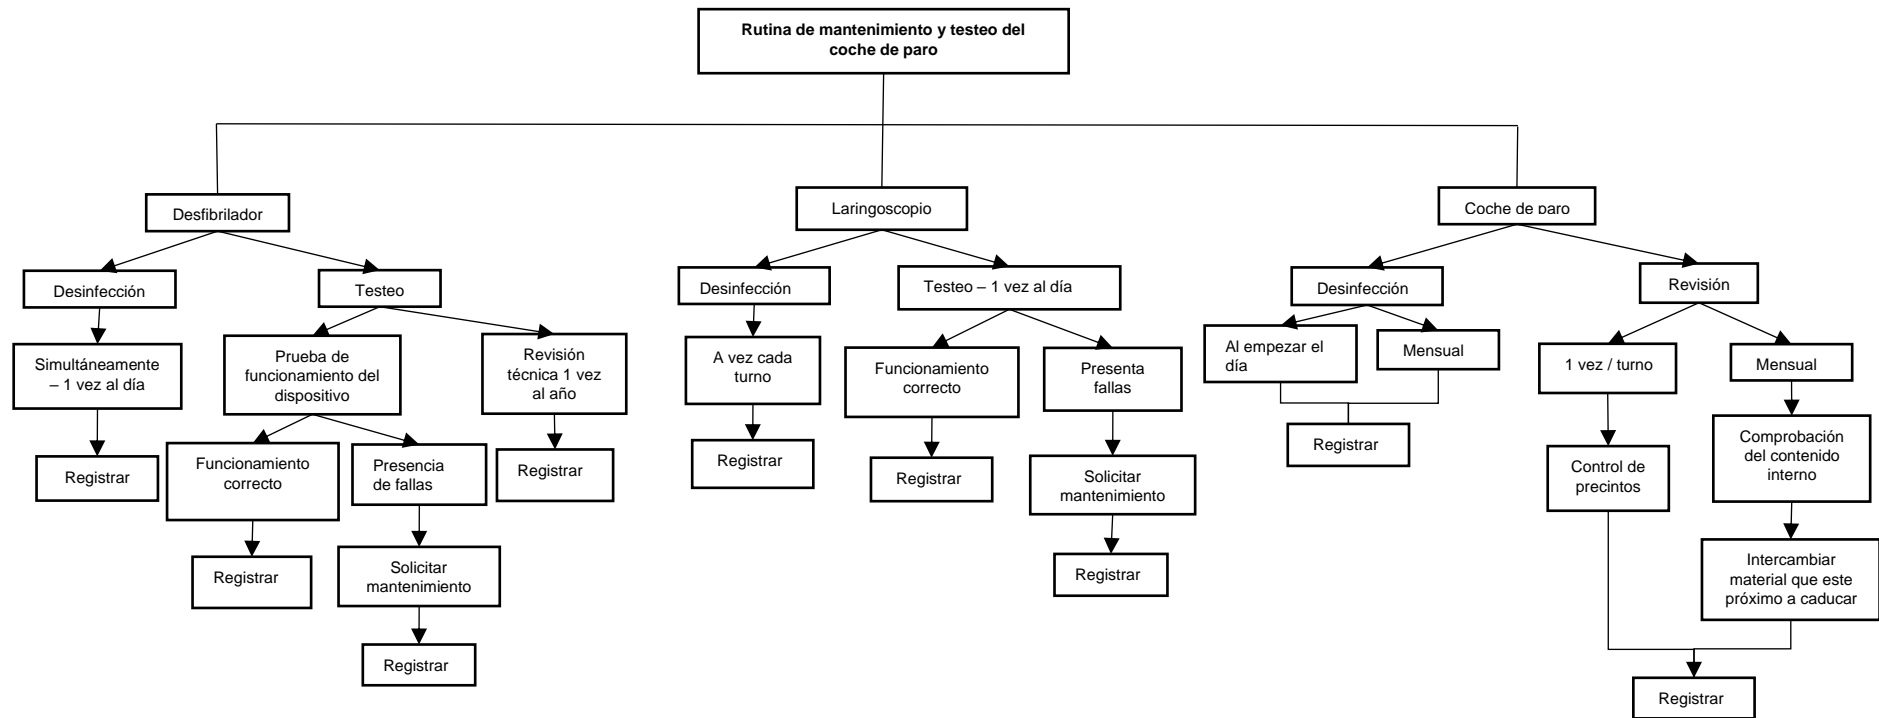 Rutina de mantenimiento y testeo del
coche de paro
Desfibrilador
Laringoscopio
Coche de paro
Desinfección
Testeo
Desinfección
Testeo – 1 vez al día
Desinfección
Revisión
Simultáneamente
– 1 vez al día
Prueba de
funcionamiento del
dispositivo
Revisión
técnica 1 vez
al año
A vez cada
turno
Funcionamiento
correcto
Presenta
fallas
Al empezar el
día
Mensual
1 vez / turno
Mensual
Registrar
Funcionamiento
correcto
Presencia
de fallas
Registrar
Registrar
Registrar
Solicitar
mantenimiento
Registrar
Control de
precintos
Comprobación
del contenido
interno
Registrar
Solicitar
mantenimiento
Registrar
Intercambiar
material que este
próximo a caducar
Registrar
Registrar